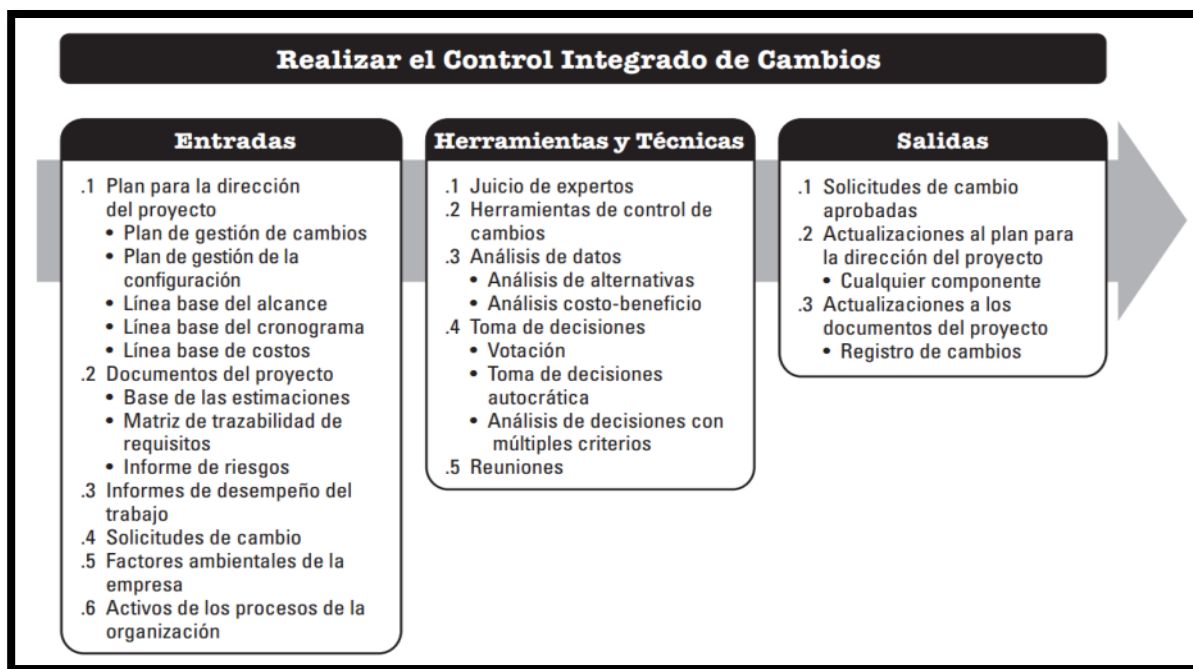 Realizar el Control Integrado de Cambios
Entradas
.1 Plan para la dirección
del proyecto
• Plan de gestión de cambios
• Plan de gestión de la
configuración
• Línea base del alcance
• Línea base del cronograma
• Línea base de costos
.2 Documentos del proyecto
• Base de las estimaciones
• Matriz de trazabilidad de
requisitos
• Informe de riesgos
.3 Informes de desempeño del
trabajo
.4 Solicitudes de cambio
.5 Factores ambientales de la
empresa
.6 Activos de los procesos de la
organización
Herramientas y Técnicas
.1 Juicio de expertos
.2 Herramientas de control de
cambios
.3 Análisis de datos
• Análisis de alternativas
• Análisis costo-beneficio
.4 Toma de decisiones
• Votación
• Toma de decisiones
autocrática
• Análisis de decisiones con
múltiples criterios
.5 Reuniones
Salidas
.1 Solicitudes de cambio
aprobadas
.2 Actualizaciones al plan para
la dirección del proyecto
• Cualquier componente
.3 Actualizaciones a los
documentos del proyecto
• Registro de cambios